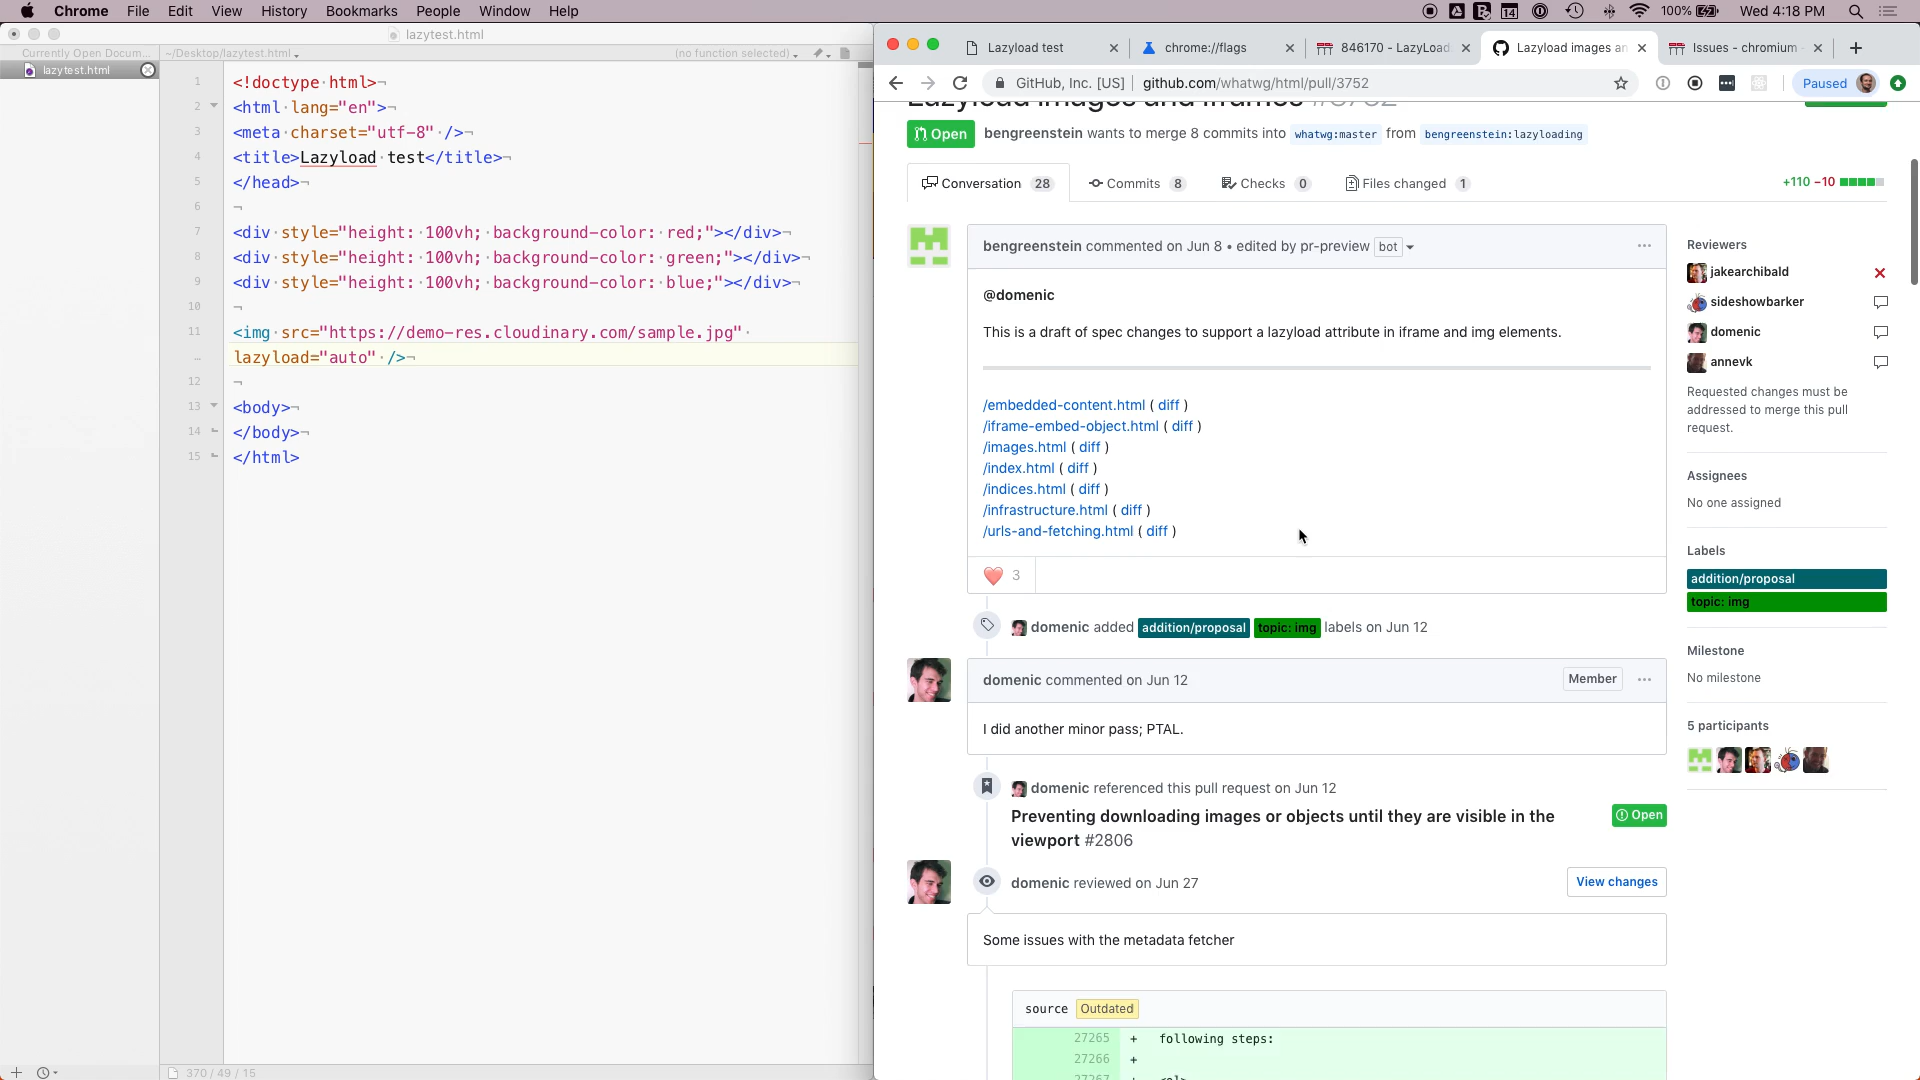 Chrome File Edit View History Bookmarks People Window Help
14 100% Wed 4:18 PM
lazytest.html
Currently Open Docum... ~/Desktop/lazytest.html (no function selected)
lazytest.html
1 <!doctype·html>¬
2 <html·lang="en">¬
3 <meta·charset="utf-8"·/>¬
4 <title>Lazyload·test</title>¬
5 </head>¬
6 ¬
7 <div·style="height:·100vh;·background-color:·red;"></div>¬
8 <div·style="height:·100vh;·background-color:·green;"></div>¬
9 <div·style="height:·100vh;·background-color:·blue;"></div>¬
10 ¬
11 <img·src="https://demo-res.cloudinary.com/sample.jpg"·
… lazyload="auto"·/>¬
12 ¬
13 <body>¬
14 </body>¬
15 </html>
370 / 49 / 15
Lazyload test chrome://flags 846170 - LazyLoad Lazyload images an Issues - chromium
GitHub, Inc. [US] github.com/whatwg/html/pull/3752 Paused
Lazyload images and iframes #3752
Open bengreenstein wants to merge 8 commits into whatwg:master from bengreenstein:lazyloading
Conversation 28 Commits 8 Checks 0 Files changed 1 +110 −10
bengreenstein commented on Jun 8 • edited by pr-preview bot
@domenic
This is a draft of spec changes to support a lazyload attribute in iframe and img elements.
/embedded-content.html ( diff )
/iframe-embed-object.html ( diff )
/images.html ( diff )
/index.html ( diff )
/indices.html ( diff )
/infrastructure.html ( diff )
/urls-and-fetching.html ( diff )
3
domenic added addition/proposal topic: img labels on Jun 12
domenic commented on Jun 12 Member
I did another minor pass; PTAL.
domenic referenced this pull request on Jun 12
Preventing downloading images or objects until they are visible in the
viewport #2806
Open
domenic reviewed on Jun 27 View changes
Some issues with the metadata fetcher
source Outdated
27265 + following steps:
27266 +
27267 + <ol>
Reviewers
jakearchibald
sideshowbarker
domenic
annevk
Requested changes must be
addressed to merge this pull
request.
Assignees
No one assigned
Labels
addition/proposal
topic: img
Milestone
No milestone
5 participants